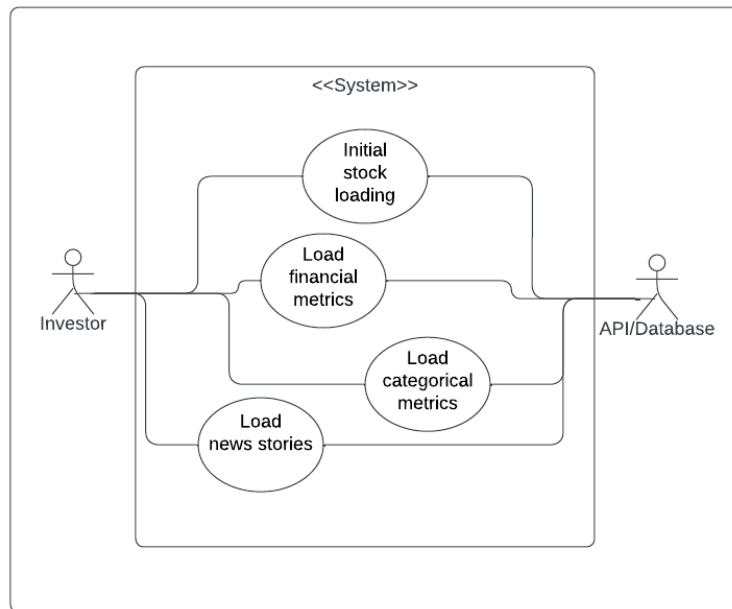 <<System>>
Initial
stock
loading
Load
financial
metrics
Investor
API/Database
Load
categorical
metrics
Load
news stories